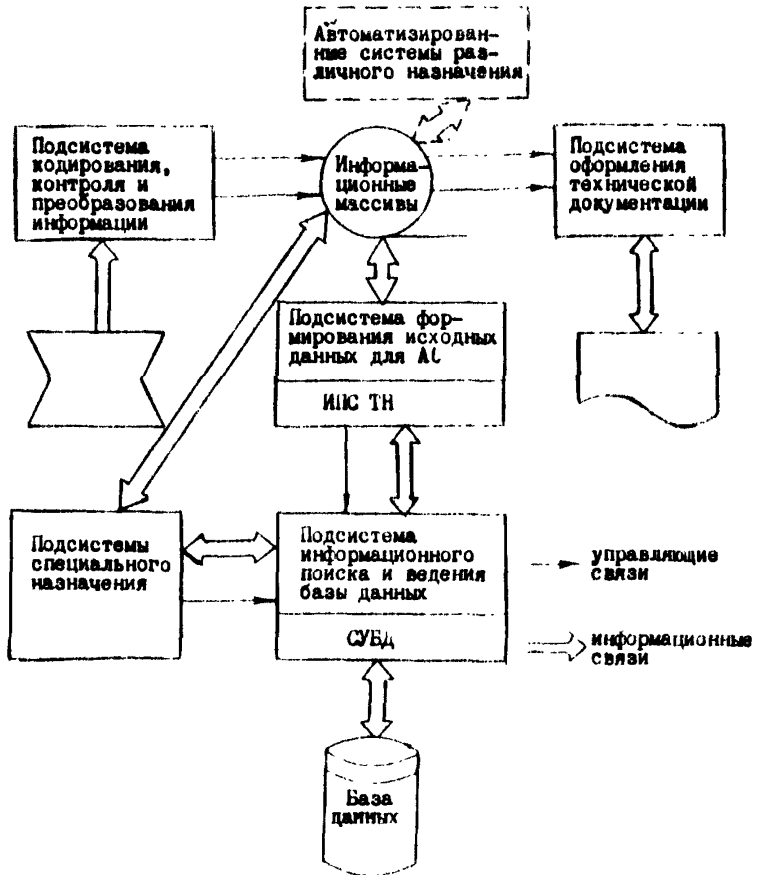 Автоматизирован-
ные системы раз-
личного назначения
Подсистема
кодирования,
контроля и
преобразования
информации
Информа-
ционные
массивы
Подсистема
оформления
технической
документации
Подсистема фор-
мирования исходных
данных для АС
ИПС ТН
Подсистемы
специального
назначения
Подсистема
информационного
поиска и ведения
базы данных
СУБД
управляющие
связи
информационные
связи
База
данных